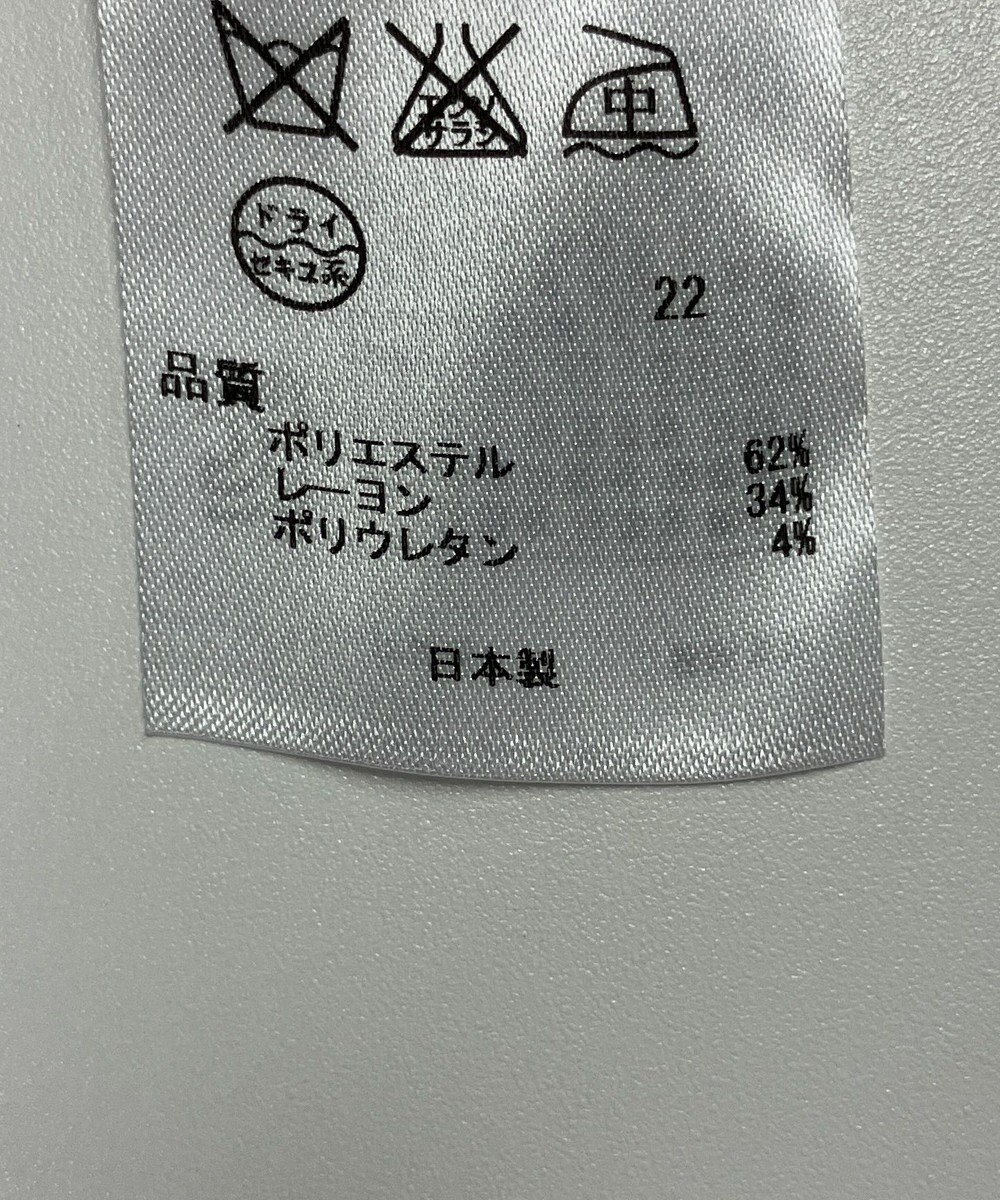 エンソ
サラシ
中
ドライ
セキユ系
22
品質
ポリエステル 62%
レーヨン 34%
ポリウレタン 4%
日本製